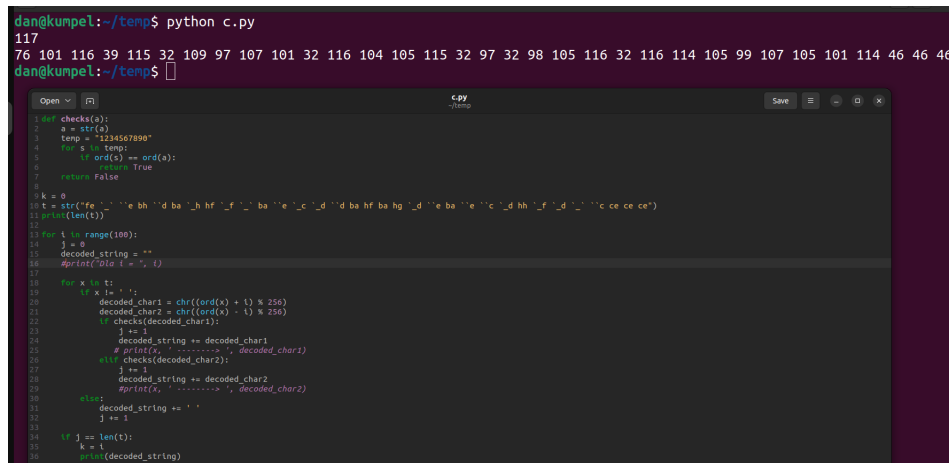 dan@kumpel:~/temp$ python c.py
117
76 101 116 39 115 32 109 97 107 101 32 116 104 105 115 32 97 32 98 105 116 32 116 114 105 99 107 105 101 114 46 46 46
dan@kumpel:~/temp$
Open c.py Save
~/temp
1 def checks(a):
2 a = str(a)
3 temp = "1234567890"
4 for s in temp:
5 if ord(s) == ord(a):
6 return True
7 return False
8
9 k = 0
10 t = str("fe `_` ``e bh ``d ba `_h hf `_f `_` ba ``e `_c `_d ``d ba hf ba hg `_d ``e ba ``e ``c `_d hh `_f `_d `_` ``c ce ce ce")
11 print(len(t))
12
13 for i in range(100):
14 j = 0
15 decoded_string = ""
16 #print("Dla i = ", i)
17
18 for x in t:
19 if x != ' ':
20 decoded_char1 = chr((ord(x) + i) % 256)
21 decoded_char2 = chr((ord(x) - i) % 256)
22 if checks(decoded_char1):
23 j += 1
24 decoded_string += decoded_char1
25 # print(x, ' --------> ', decoded_char1)
26 elif checks(decoded_char2):
27 j += 1
28 decoded_string += decoded_char2
29 #print(x, ' --------> ', decoded_char2)
30 else:
31 decoded_string += ' '
32 j += 1
33
34 if j == len(t):
35 k = i
36 print(decoded_string)